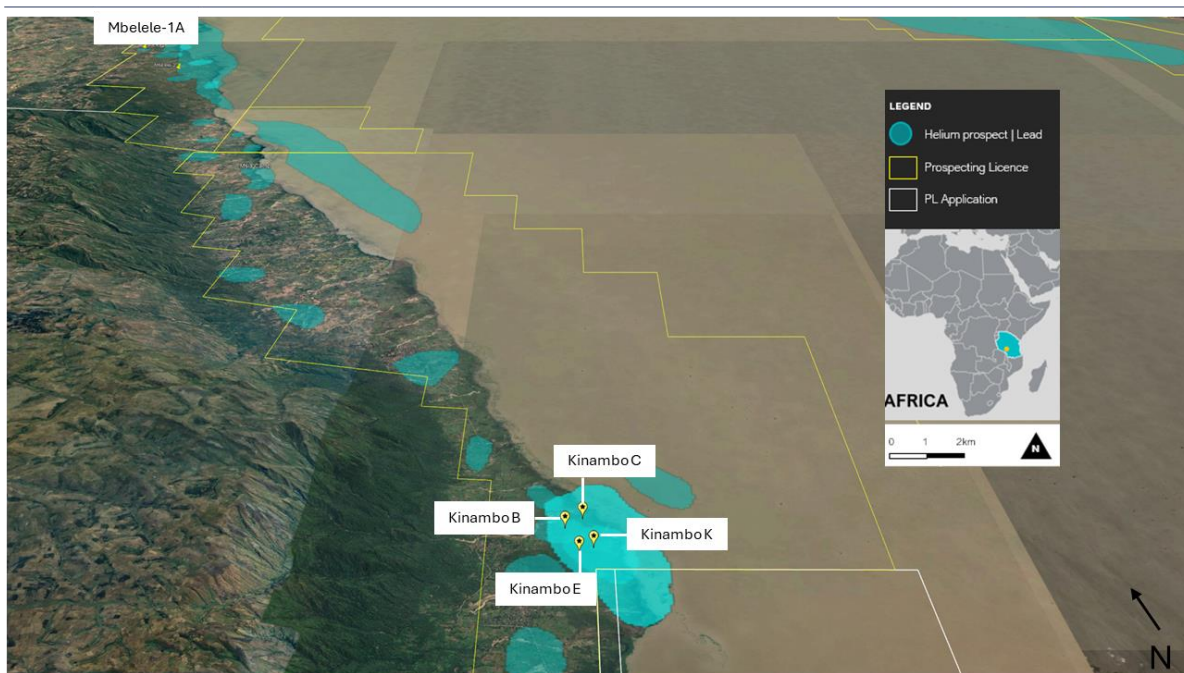 Mbelele-1A
LEGEND
Helium prospect | Lead
Prospecting Licence
PL Application
AFRICA
0 1 2km
N
Kinambo C
Kinambo B
Kinambo K
Kinambo E
N